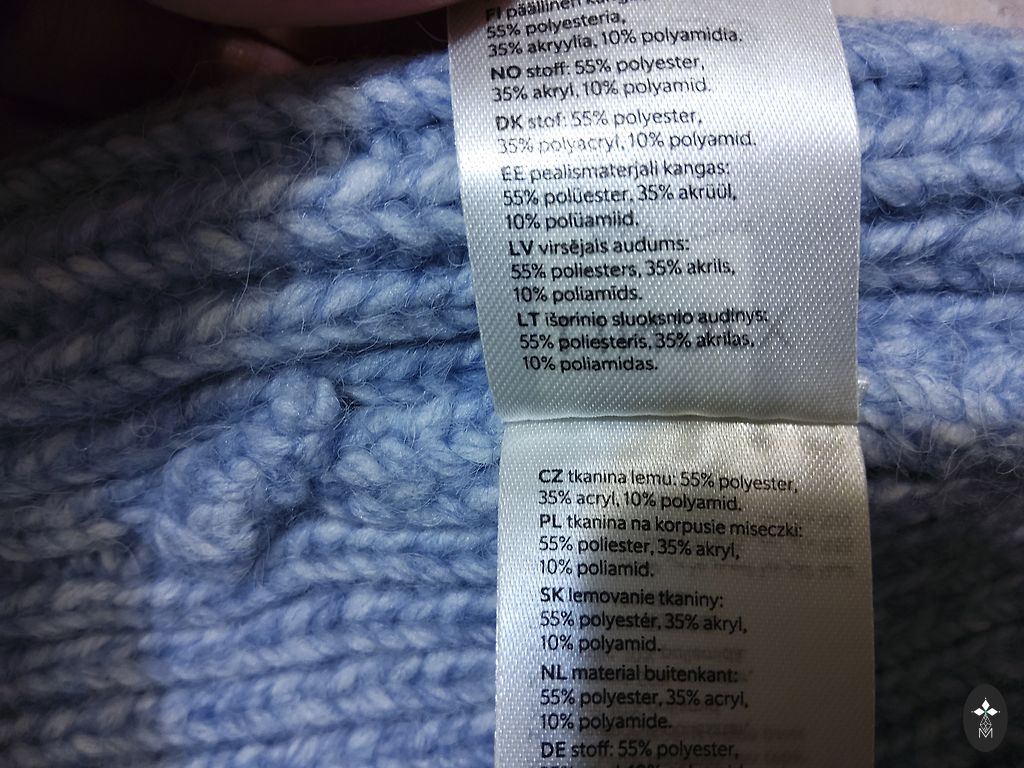 FI päällinen
55% polyesteria,
35% akryylia, 10% polyamidia.
NO stoff: 55% polyester,
35% akryl, 10% polyamid.
DK stof: 55% polyester,
35% polyacryl, 10% polyamid.
EE pealismaterjali kangas:
55% polüester, 35% akrüül,
10% polüamiid.
LV virsējais audums:
55% poliesters, 35% akrils,
10% poliamīds.
LT išorinio sluoksnio audinys:
55% poliesteris, 35% akrilas,
10% poliamidas.
CZ tkanina lemu: 55% polyester,
35% acryl, 10% polyamid.
PL tkanina na korpusie miseczki:
55% poliester, 35% akryl,
10% poliamid.
SK lemovanie tkaniny:
55% polyestér, 35% akryl,
10% polyamid.
NL material buitenkant:
55% polyester, 35% acryl,
10% polyamide.
DE stoff: 55% polyester,